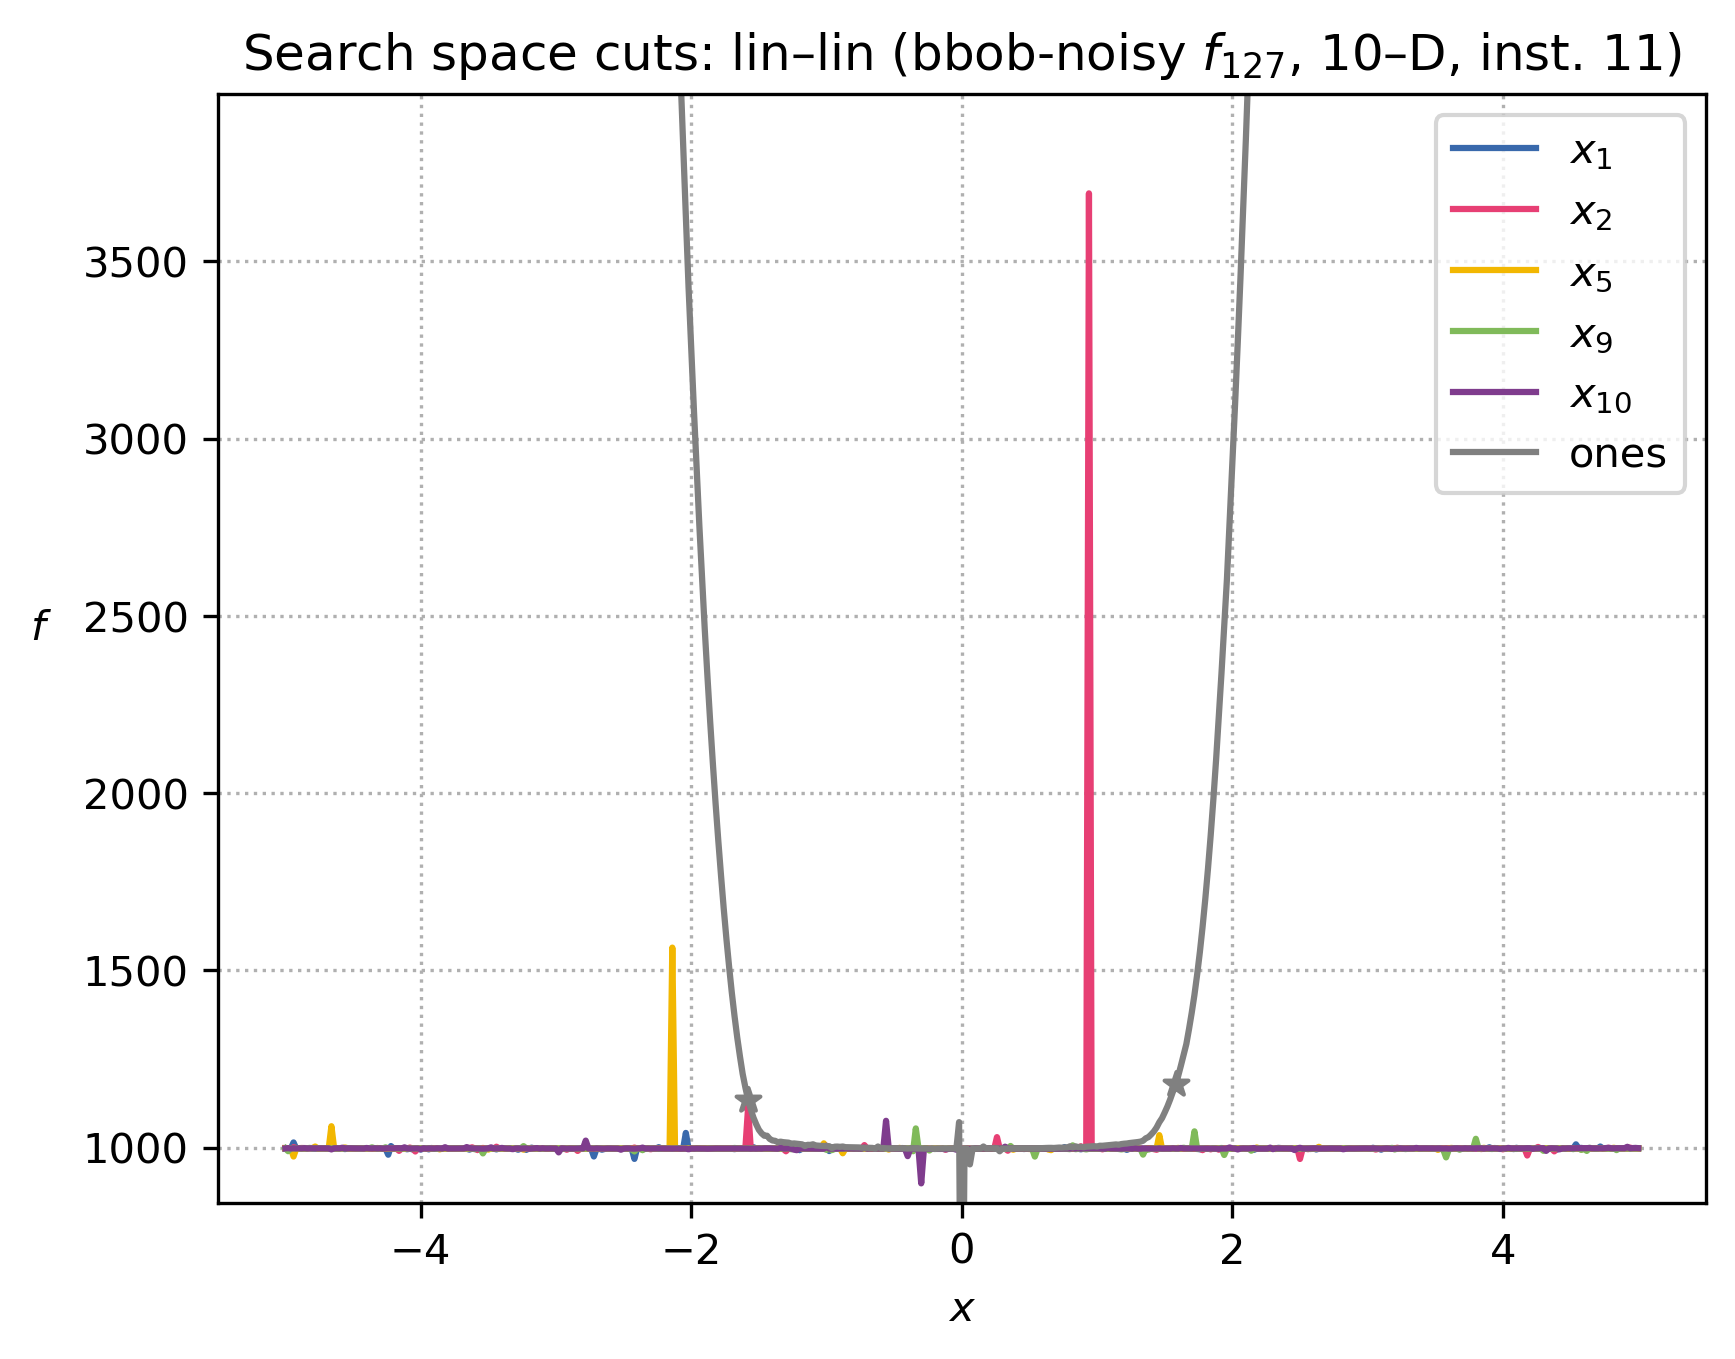 Search space cuts: lin–lin (bbob-noisy f₁₂₇, 10–D, inst. 11)
x₁
x₂
x₅
x₉
x₁₀
ones
3500
3000
2500
2000
1500
1000
f
−4
−2
0
2
4
x